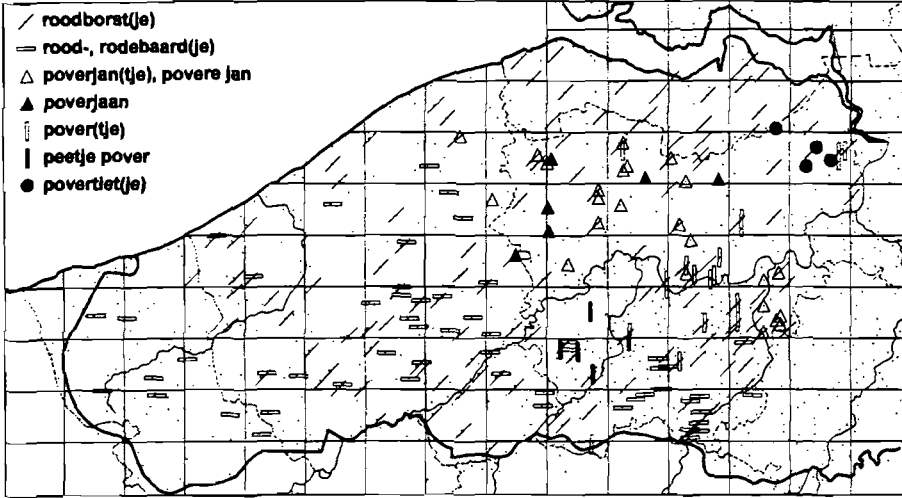 roodborst(je)
rood-, rodebaard(je)
poverjan(tje), povere jan
poverjaan
pover(tje)
peetje pover
povertiet(je)